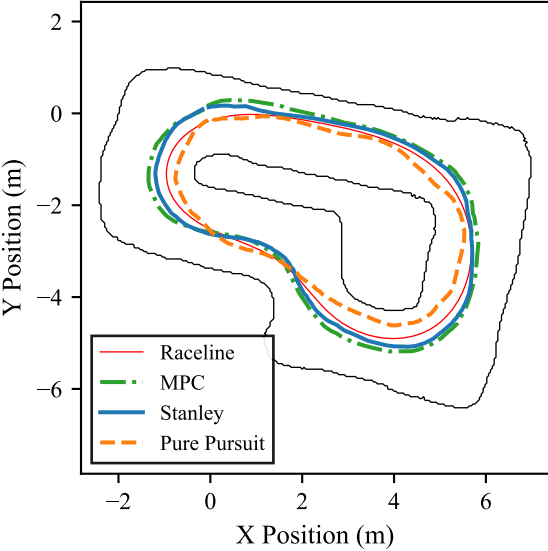 2
0
−2
−4
−6
Y Position (m)
Raceline
MPC
Stanley
Pure Pursuit
−2 0 2 4 6
X Position (m)